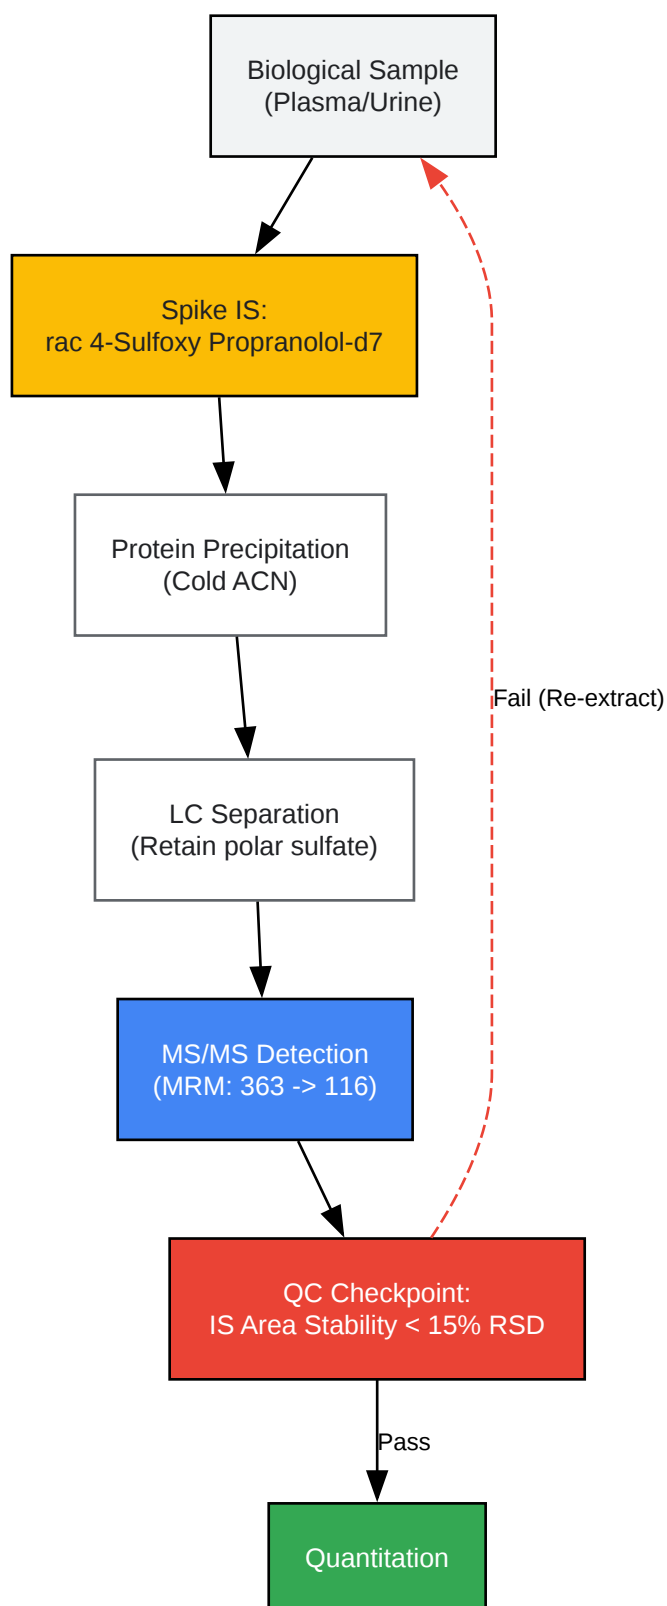 Biological Sample
(Plasma/Urine)
Spike IS:
rac 4-Sulfoxy Propranolol-d7
Protein Precipitation
(Cold ACN)
Fail (Re-extract)
LC Separation
(Retain polar sulfate)
MS/MS Detection
(MRM: 363 -> 116)
QC Checkpoint:
IS Area Stability < 15% RSD
Pass
Quantitation